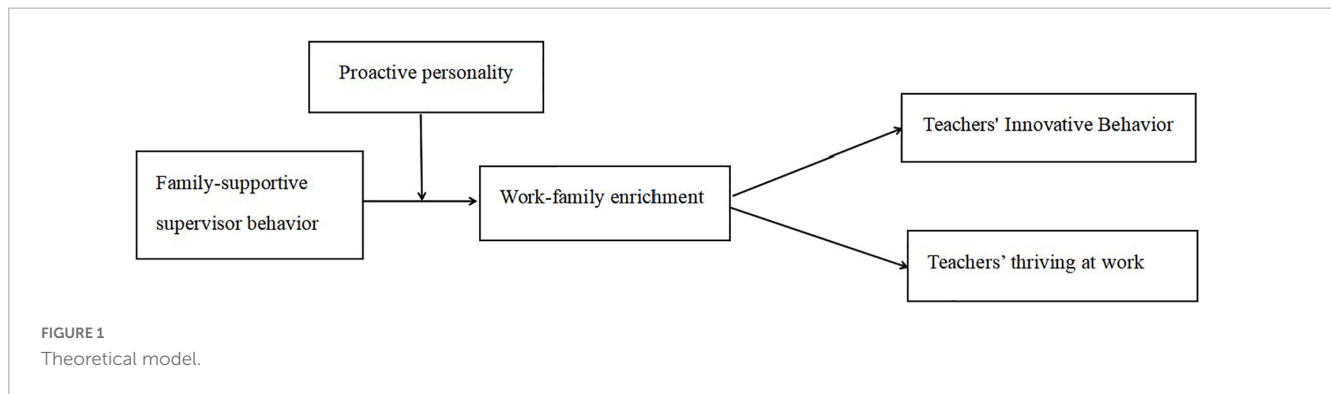 Proactive personality
Teachers' Innovative Behavior
Family-supportive
supervisor behavior
Work-family enrichment
Teachers’ thriving at work
FIGURE 1
Theoretical model.